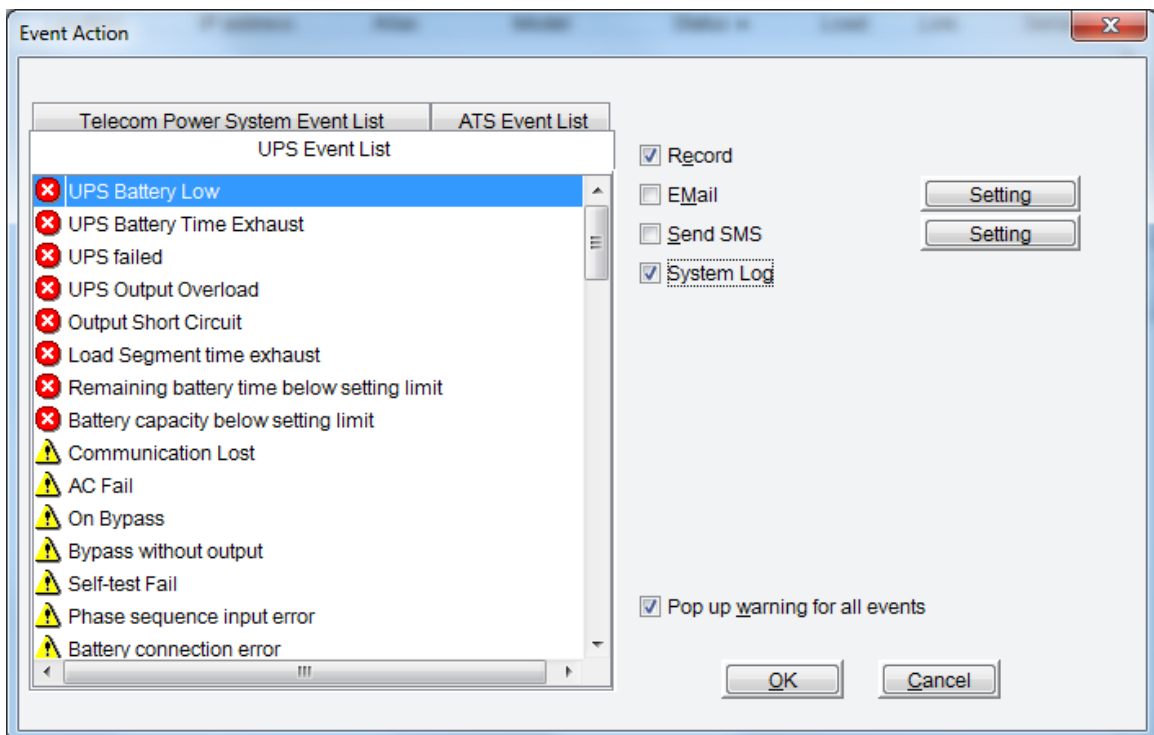 Event Action
Telecom Power System Event List
ATS Event List
UPS Event List
UPS Battery Low
UPS Battery Time Exhaust
UPS failed
UPS Output Overload
Output Short Circuit
Load Segment time exhaust
Remaining battery time below setting limit
Battery capacity below setting limit
Communication Lost
AC Fail
On Bypass
Bypass without output
Self-test Fail
Phase sequence input error
Battery connection error
Record
EMail
Setting
Send SMS
Setting
System Log
Pop up warning for all events
OK
Cancel